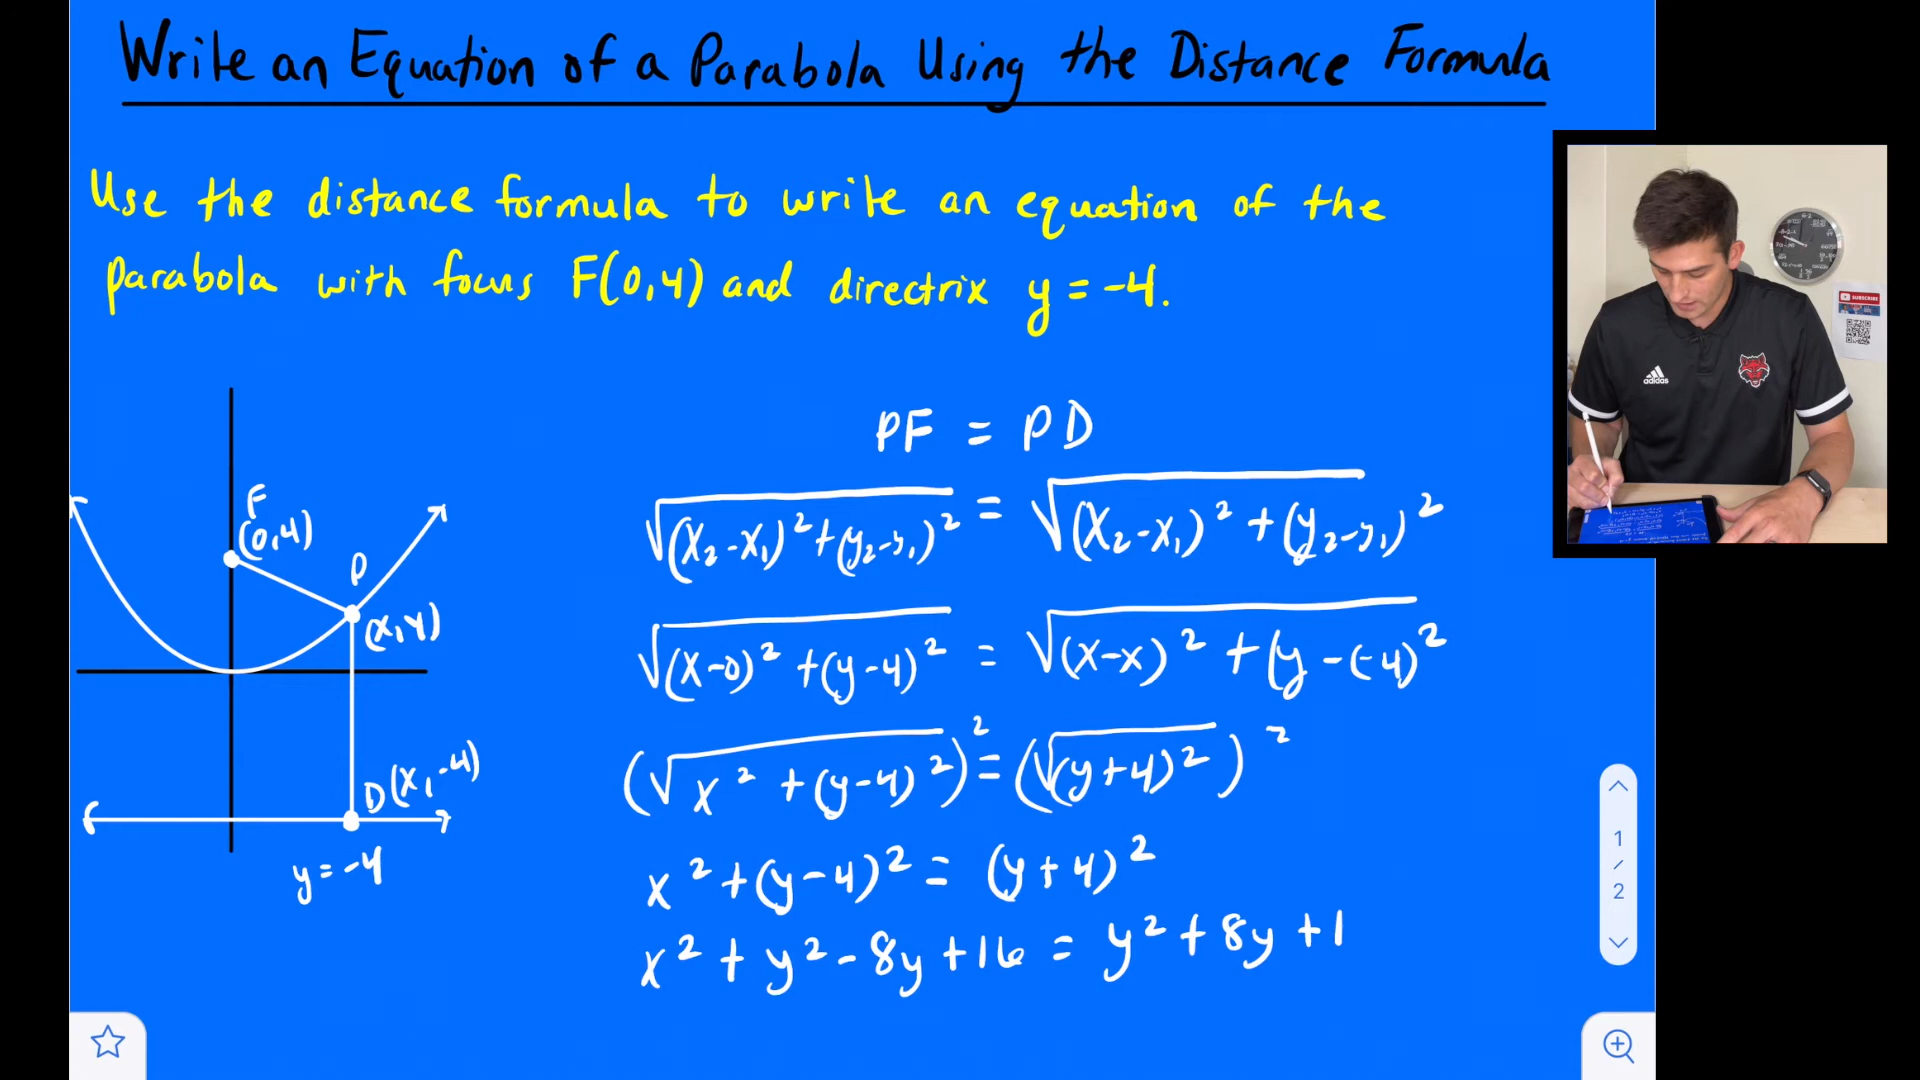 Write an Equation of a Parabola Using the Distance Formula
Use the distance formula to write an equation of the
parabola with focus F(0,4) and directrix y = -4.
F
(0,4)
P
(x,y)
D(x,-4)
y = -4
PF = PD
√(x₂-x₁)²+(y₂-y₁)² = √(x₂-x₁)²+(y₂-y₁)²
√(x-0)²+(y-4)² = √(x-x)²+(y-(-4)²
(√x²+(y-4)²)² = (√(y+4)²)²
x²+(y-4)² = (y+4)²
x²+y²-8y+16 = y²+8y+1
adidas
SUBSCRIBE
1
/
2